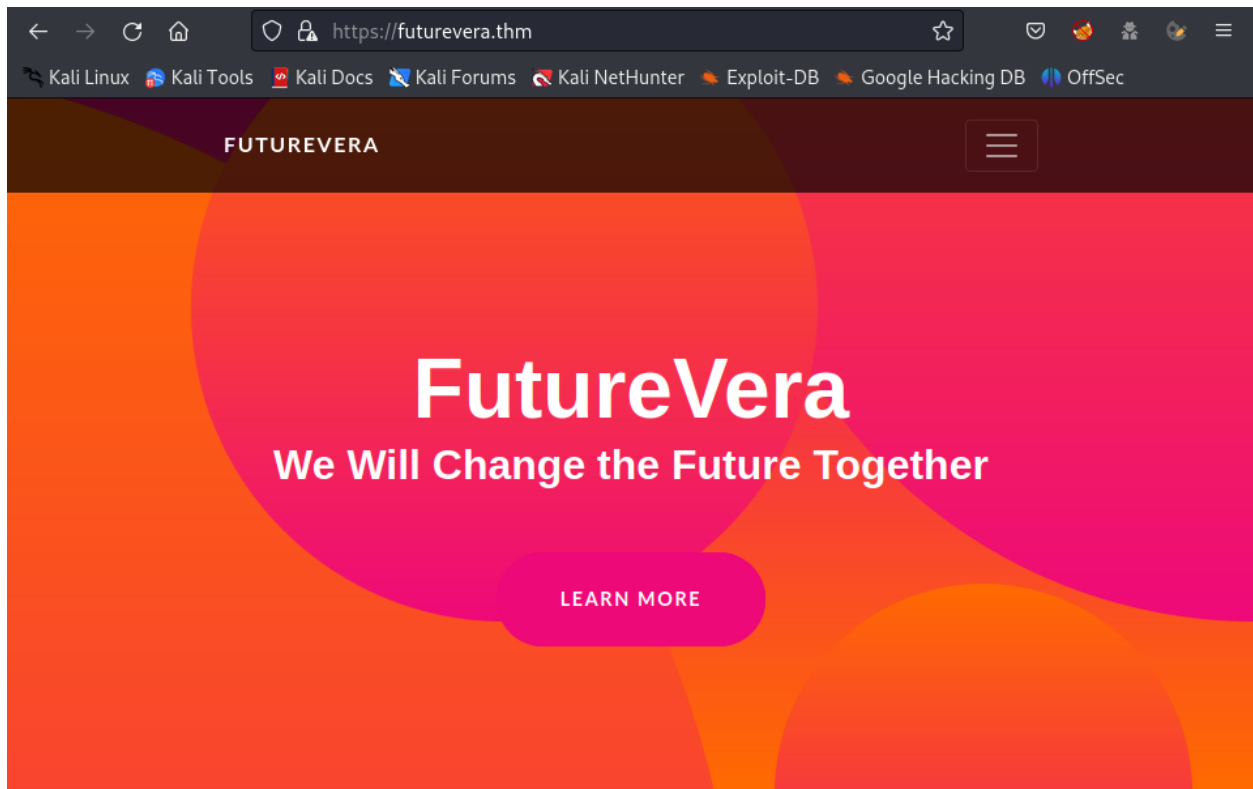 https://futurevera.thm
Kali Linux Kali Tools Kali Docs Kali Forums Kali NetHunter Exploit-DB Google Hacking DB OffSec
FUTUREVERA
FutureVera
We Will Change the Future Together
LEARN MORE